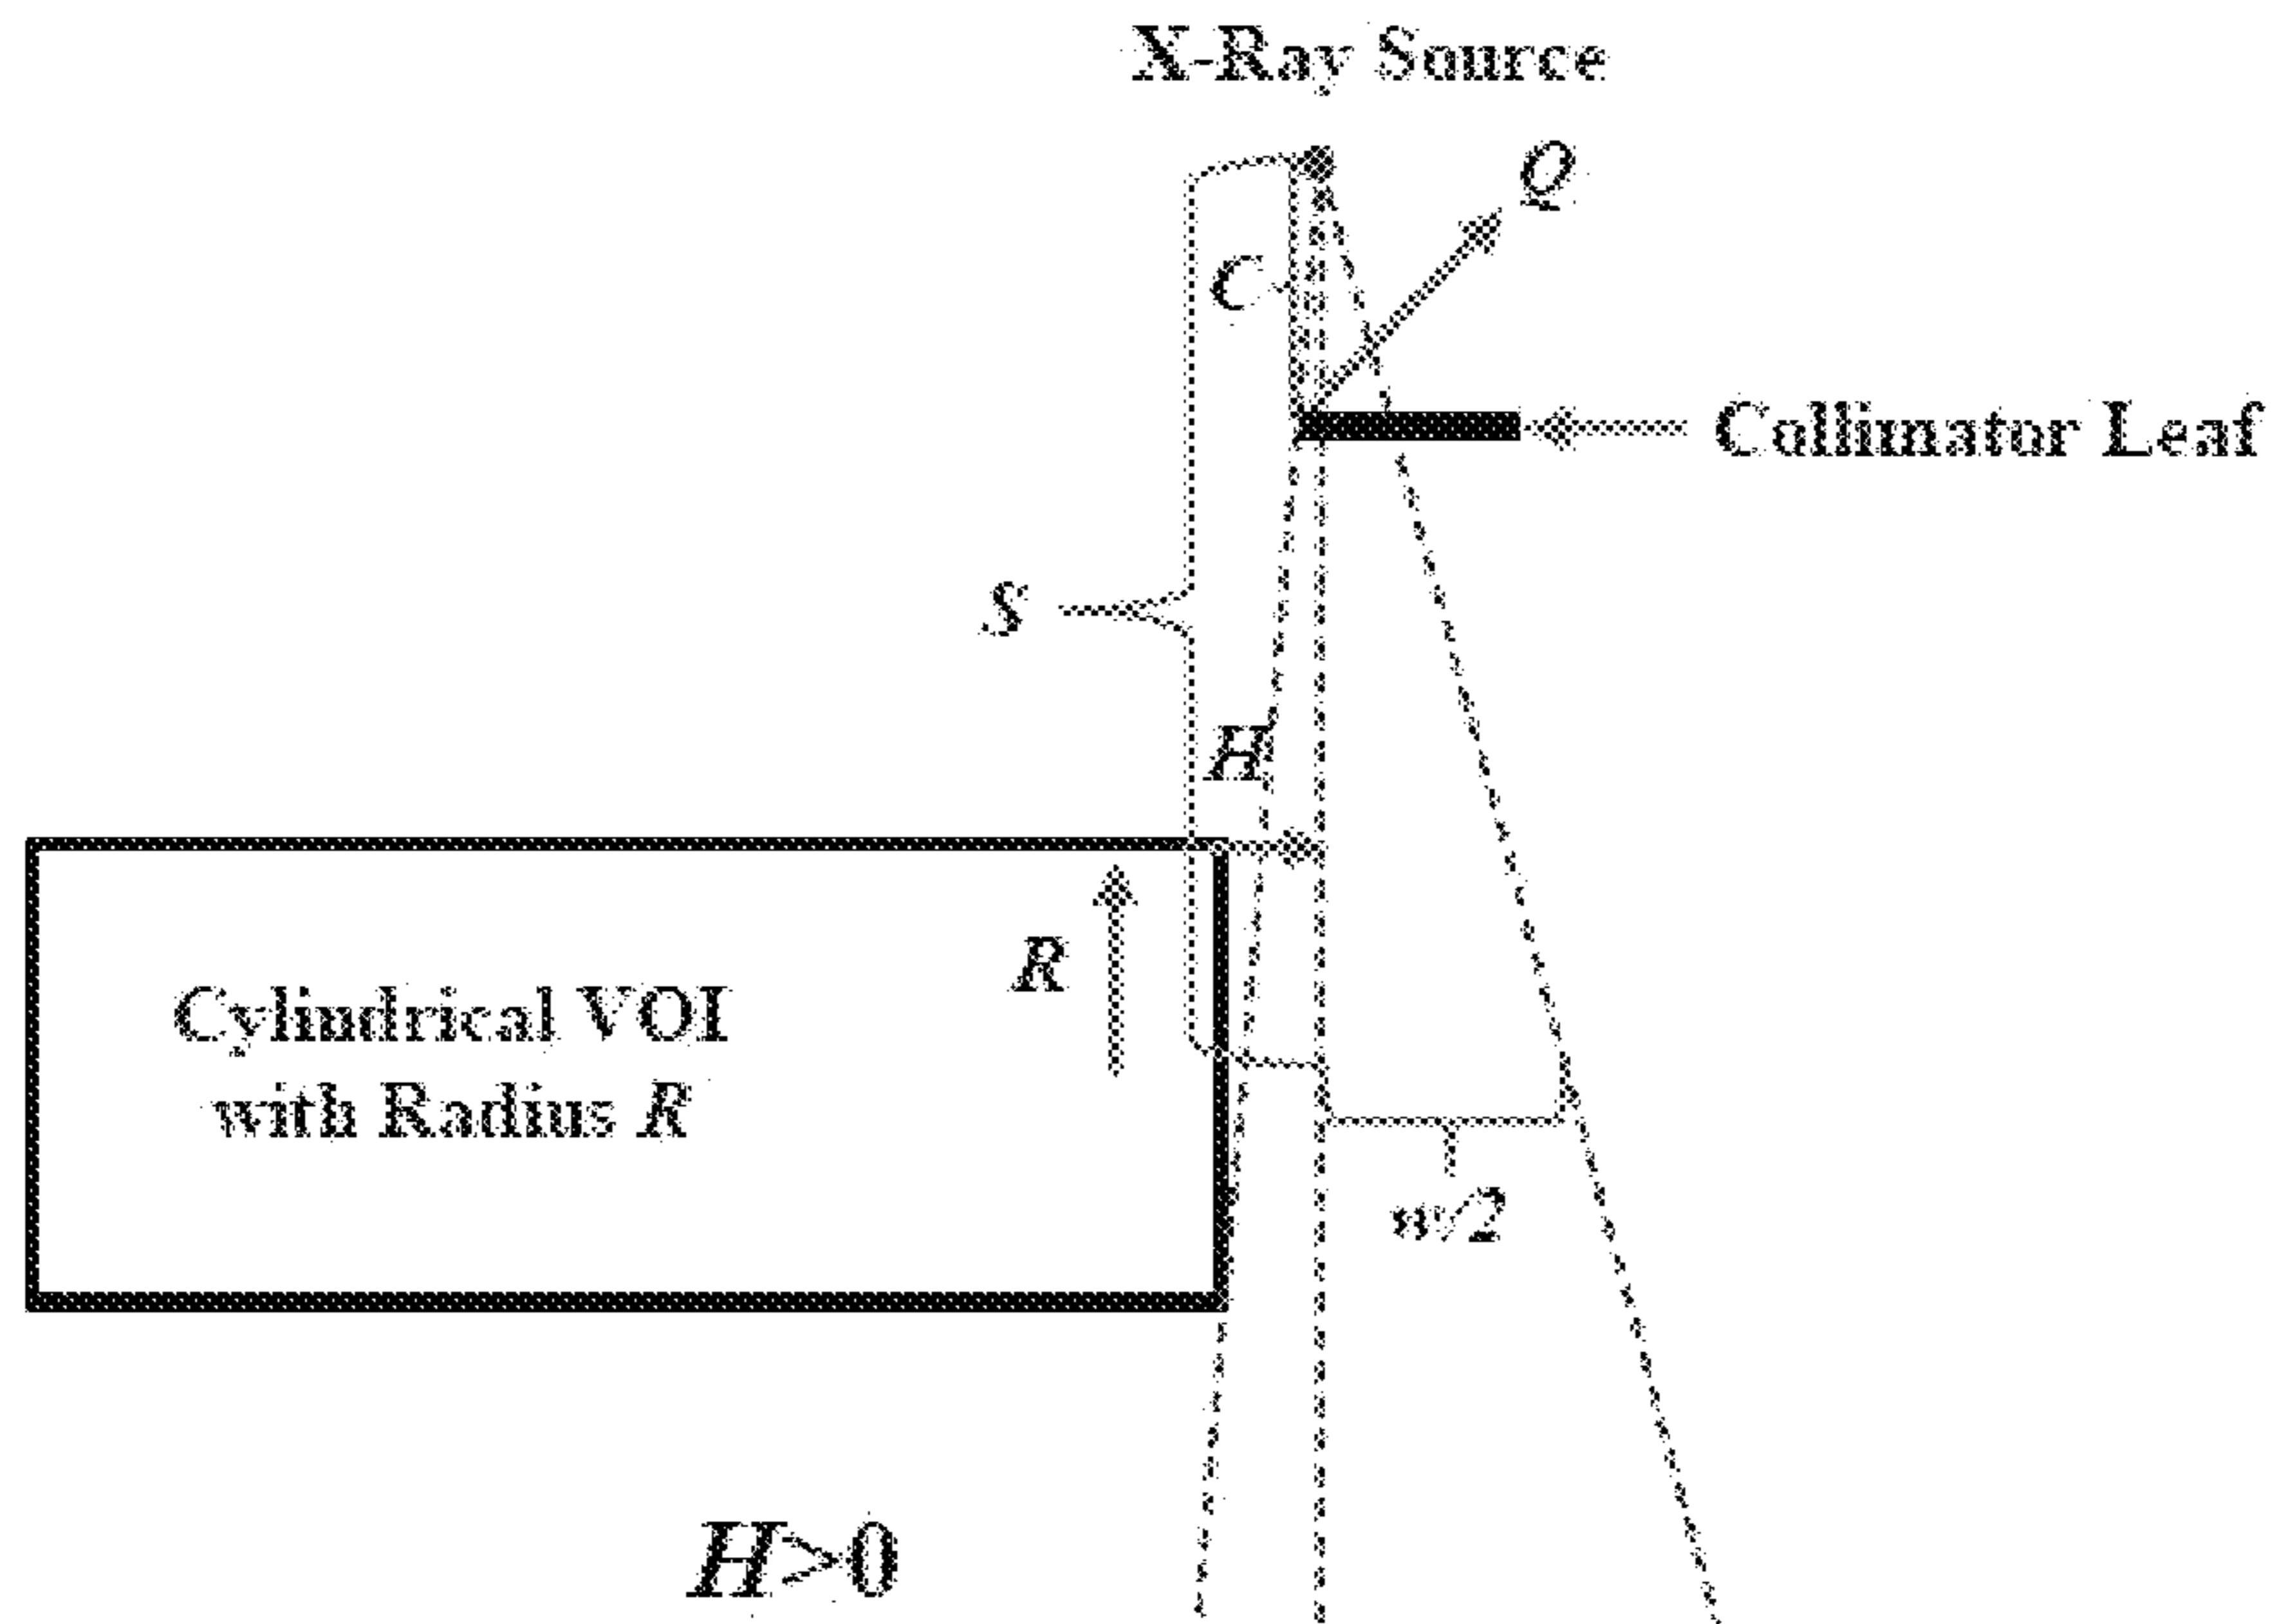 X-Ray Source
Q
C
Collimator Leaf
S
H
R
Cylindrical VOI
with Radius R
w/2
H>0